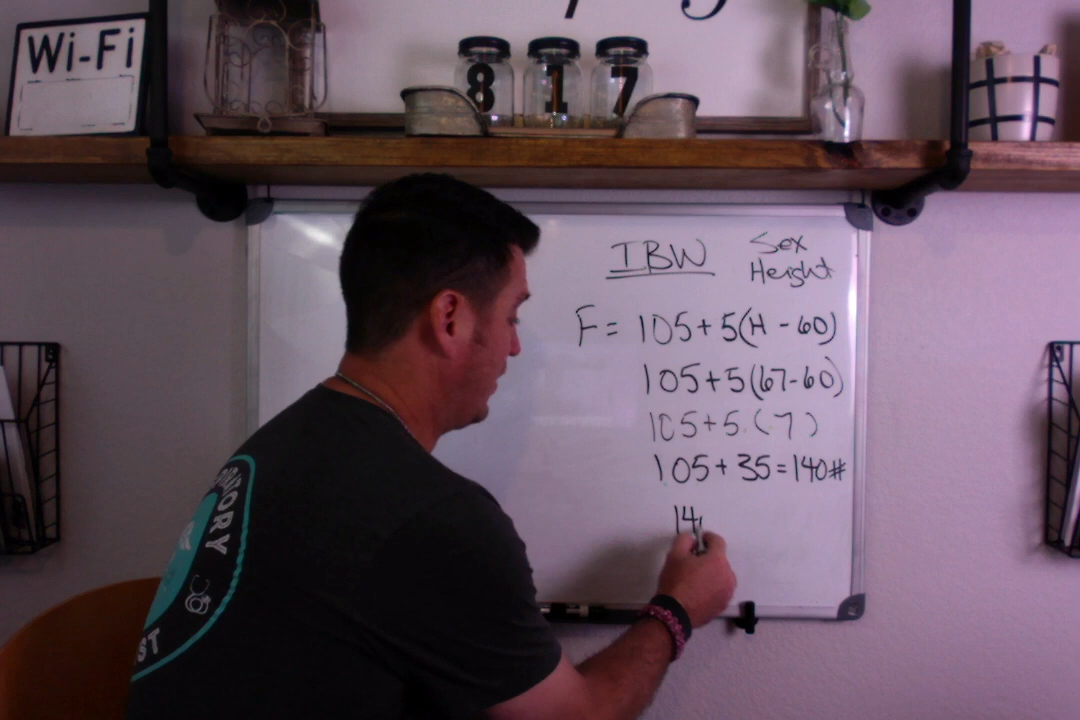 Wi-Fi
8 1 7
IBW
Sex
Height
F = 105 + 5(H - 60)
105 + 5(67-60)
105 + 5 (7)
105 + 35 = 140#
14
ST